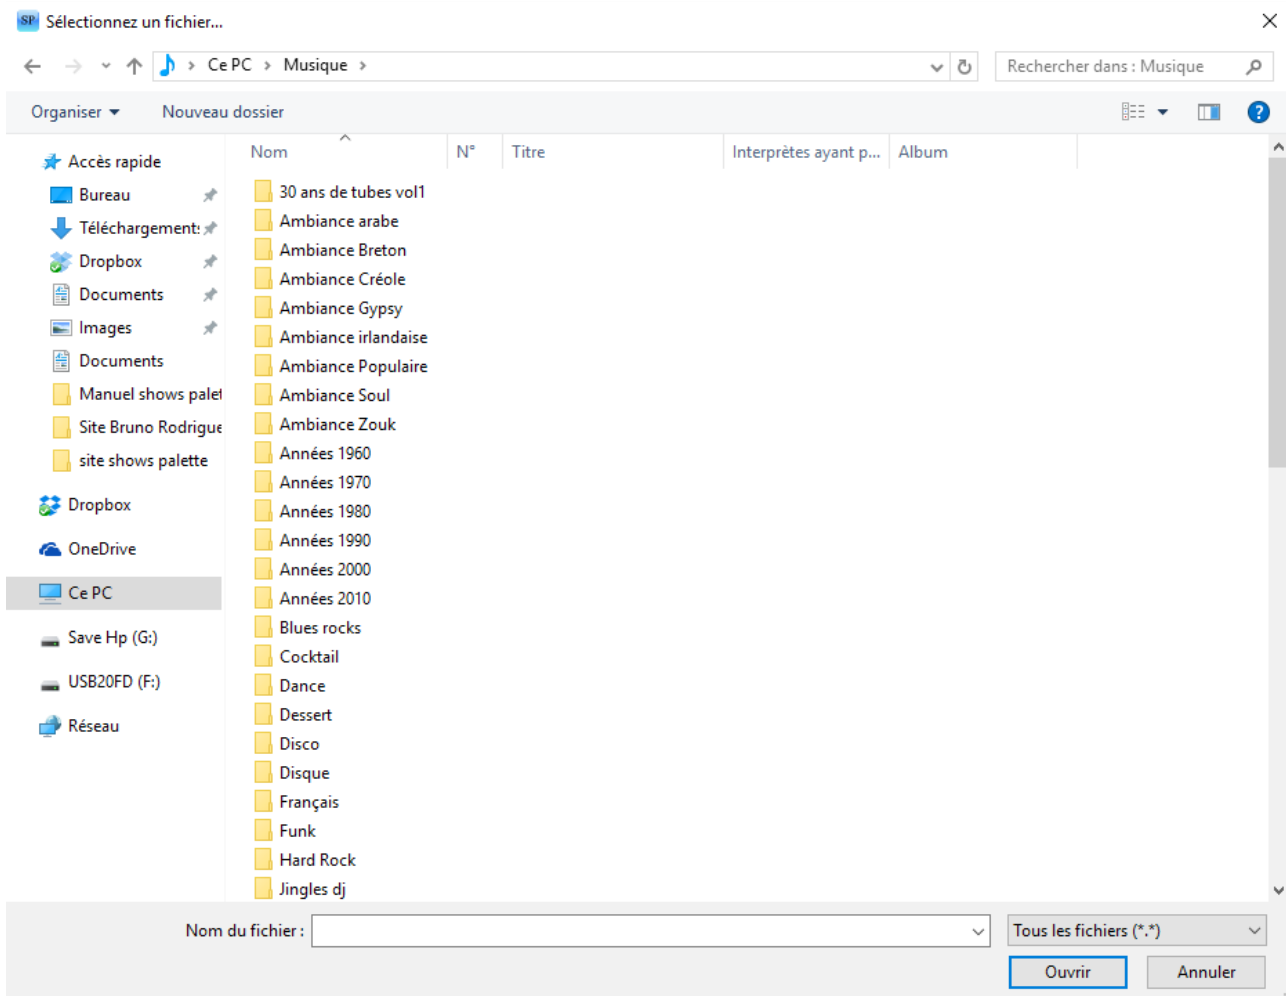 SP Sélectionnez un fichier...
Ce PC > Musique >
Rechercher dans : Musique
Organiser
Nouveau dossier
?
Accès rapide
Bureau
Téléchargements
Dropbox
Documents
Images
Documents
Manuel shows palet
Site Bruno Rodrigue
site shows palette
Dropbox
OneDrive
Ce PC
Save Hp (G:)
USB20FD (F:)
Réseau
Nom N° Titre Interprètes ayant p... Album
30 ans de tubes vol1
Ambiance arabe
Ambiance Breton
Ambiance Créole
Ambiance Gypsy
Ambiance irlandaise
Ambiance Populaire
Ambiance Soul
Ambiance Zouk
Années 1960
Années 1970
Années 1980
Années 1990
Années 2000
Années 2010
Blues rocks
Cocktail
Dance
Dessert
Disco
Disque
Français
Funk
Hard Rock
Jingles dj
Nom du fichier :
Tous les fichiers (*.*)
Ouvrir
Annuler